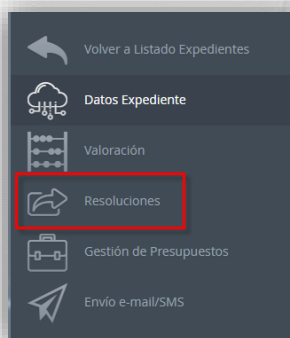 Volver a Listado Expedientes
Datos Expediente
Valoración
Resoluciones
Gestión de Presupuestos
Envío e-mail/SMS